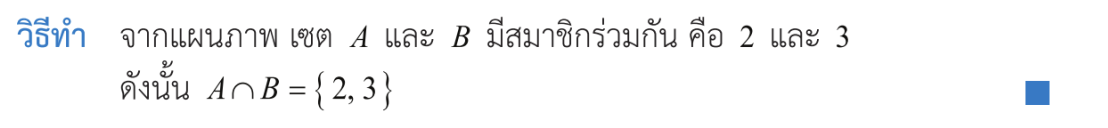 วิธีทำ จากแผนภาพ เซต A และ B มีสมาชิกร่วมกัน คือ 2 และ 3
ดังนั้น A∩B = {2, 3}